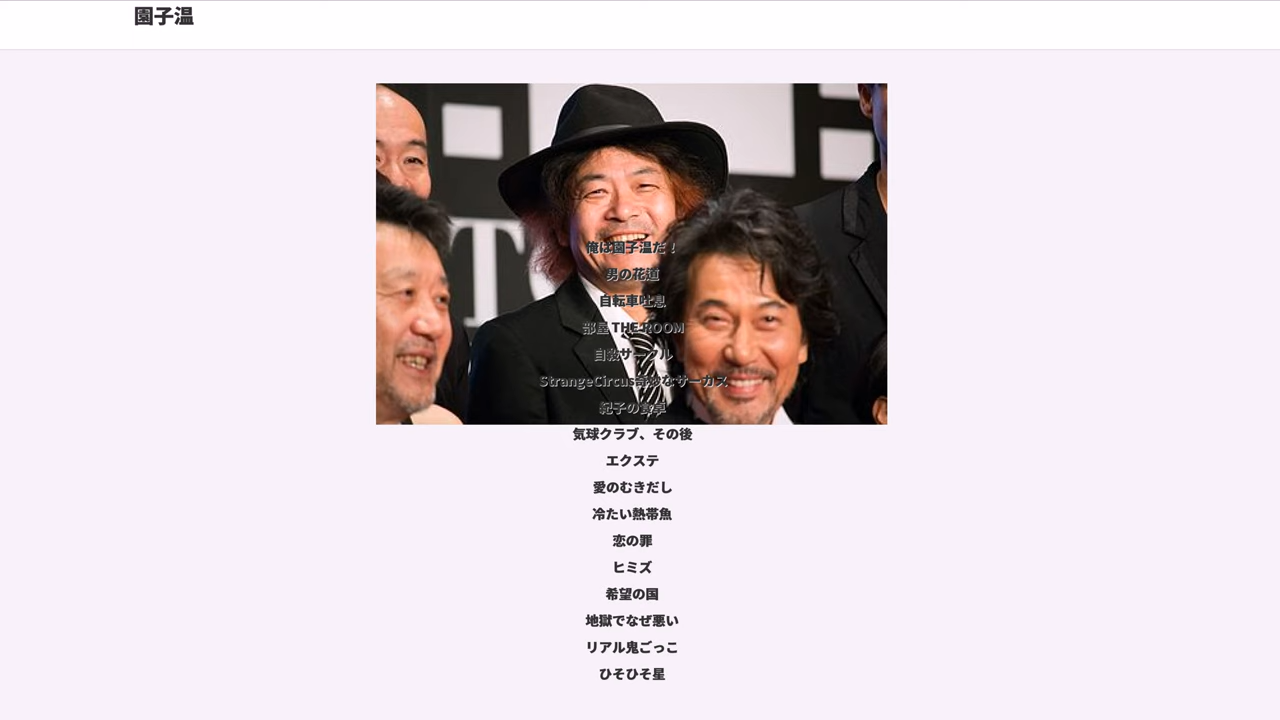 園子温
俺は園子温だ！
男の花道
自転車吐息
部屋 THE ROOM
自殺サークル
StrangeCircus奇妙なサーカス
紀子の食卓
気球クラブ、その後
エクステ
愛のむきだし
冷たい熱帯魚
恋の罪
ヒミズ
希望の国
地獄でなぜ悪い
リアル鬼ごっこ
ひそひそ星